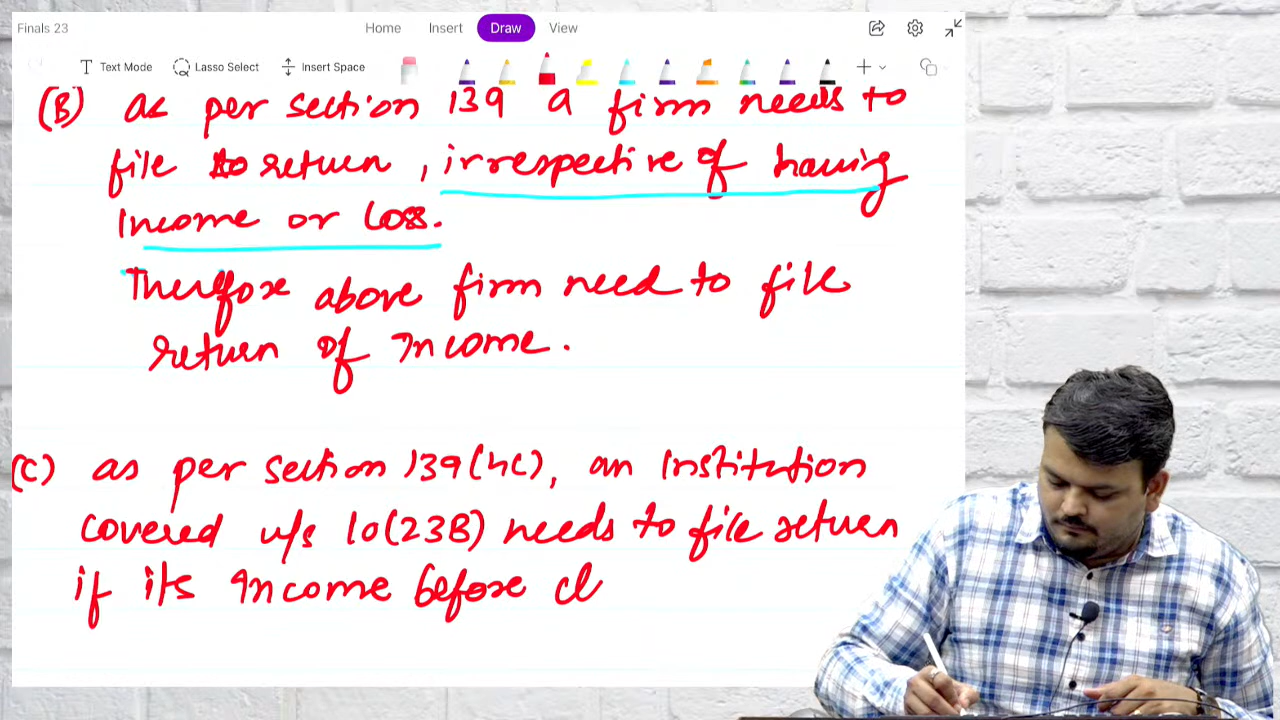 Finals 23
Home Insert Draw View
Text Mode Lasso Select Insert Space
(B) as per section 139 a firm needs to
file to return, irrespective of having
Income or loss.
Therefore above firm need to file
return of Income.
(C) as per section 139(4C), an Institution
covered u/s 10(23B) needs to file return
if its Income before cl